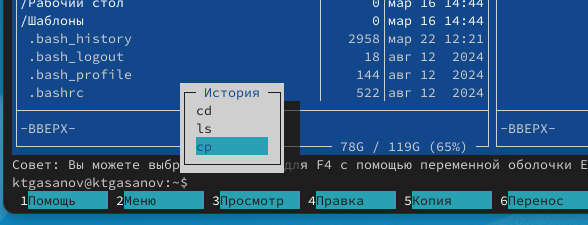 /Рабочий стол 0 мар 16 14:44
/Шаблоны 0 мар 16 14:44
.bash_history 2958 мар 22 12:21
.bash_logout 18 авг 12 2024
.bash_profile 144 авг 12 2024
.bashrc 522 авг 12 2024
История
cd
ls
cp
-ВВЕРХ- -ВВЕРХ-
78G / 119G (65%)
Совет: Вы можете выбр для F4 с помощью переменной оболочки E
ktgasanov@ktgasanov:~$
1Помощь 2Меню 3Просмотр 4Правка 5Копия 6Перенос